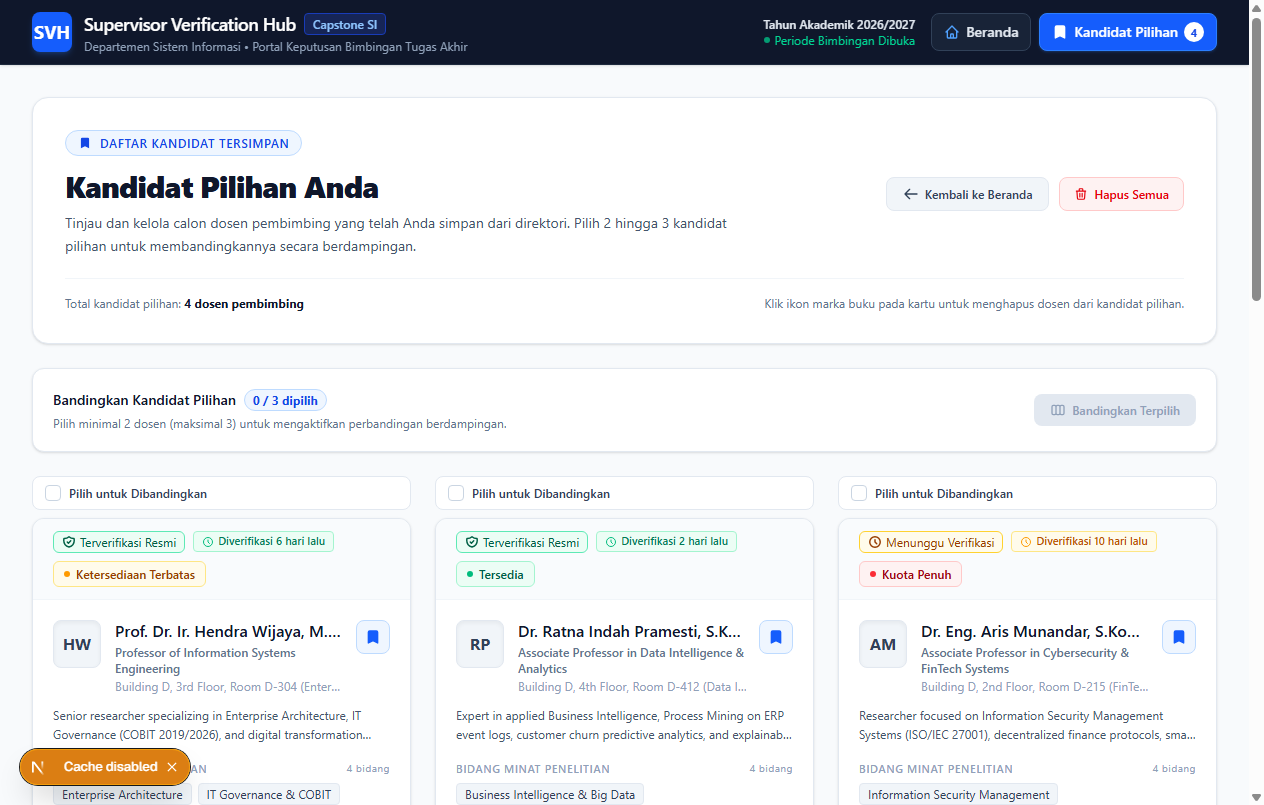 SVH
Supervisor Verification Hub Capstone SI
Departemen Sistem Informasi • Portal Keputusan Bimbingan Tugas Akhir
Tahun Akademik 2026/2027
Periode Bimbingan Dibuka
Beranda
Kandidat Pilihan 4
DAFTAR KANDIDAT TERSIMPAN
Kandidat Pilihan Anda
Tinjau dan kelola calon dosen pembimbing yang telah Anda simpan dari direktori. Pilih 2 hingga 3 kandidat
pilihan untuk membandingkannya secara berdampingan.
Kembali ke Beranda
Hapus Semua
Total kandidat pilihan: 4 dosen pembimbing
Klik ikon marka buku pada kartu untuk menghapus dosen dari kandidat pilihan.
Bandingkan Kandidat Pilihan 0 / 3 dipilih
Pilih minimal 2 dosen (maksimal 3) untuk mengaktifkan perbandingan berdampingan.
Bandingkan Terpilih
Pilih untuk Dibandingkan
Terverifikasi Resmi Diverifikasi 6 hari lalu
Ketersediaan Terbatas
HW
Prof. Dr. Ir. Hendra Wijaya, M....
Professor of Information Systems
Engineering
Building D, 3rd Floor, Room D-304 (Enter...
Senior researcher specializing in Enterprise Architecture, IT
Governance (COBIT 2019/2026), and digital transformation...
AN 4 bidang
Enterprise Architecture IT Governance & COBIT
Pilih untuk Dibandingkan
Terverifikasi Resmi Diverifikasi 2 hari lalu
Tersedia
RP
Dr. Ratna Indah Pramesti, S.K...
Associate Professor in Data Intelligence &
Analytics
Building D, 4th Floor, Room D-412 (Data I...
Expert in applied Business Intelligence, Process Mining on ERP
event logs, customer churn predictive analytics, and explainab...
BIDANG MINAT PENELITIAN 4 bidang
Business Intelligence & Big Data
Pilih untuk Dibandingkan
Menunggu Verifikasi Diverifikasi 10 hari lalu
Kuota Penuh
AM
Dr. Eng. Aris Munandar, S.Ko...
Associate Professor in Cybersecurity &
FinTech Systems
Building D, 2nd Floor, Room D-215 (FinTe...
Researcher focused on Information Security Management
Systems (ISO/IEC 27001), decentralized finance protocols, sma...
BIDANG MINAT PENELITIAN 4 bidang
Information Security Management
N Cache disabled